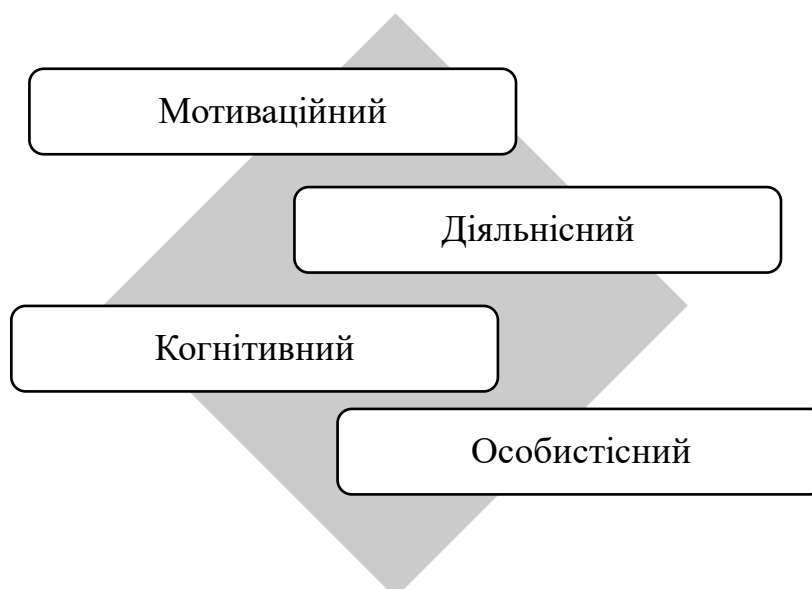 Мотиваційний
Діяльнісний
Когнітивний
Особистісний